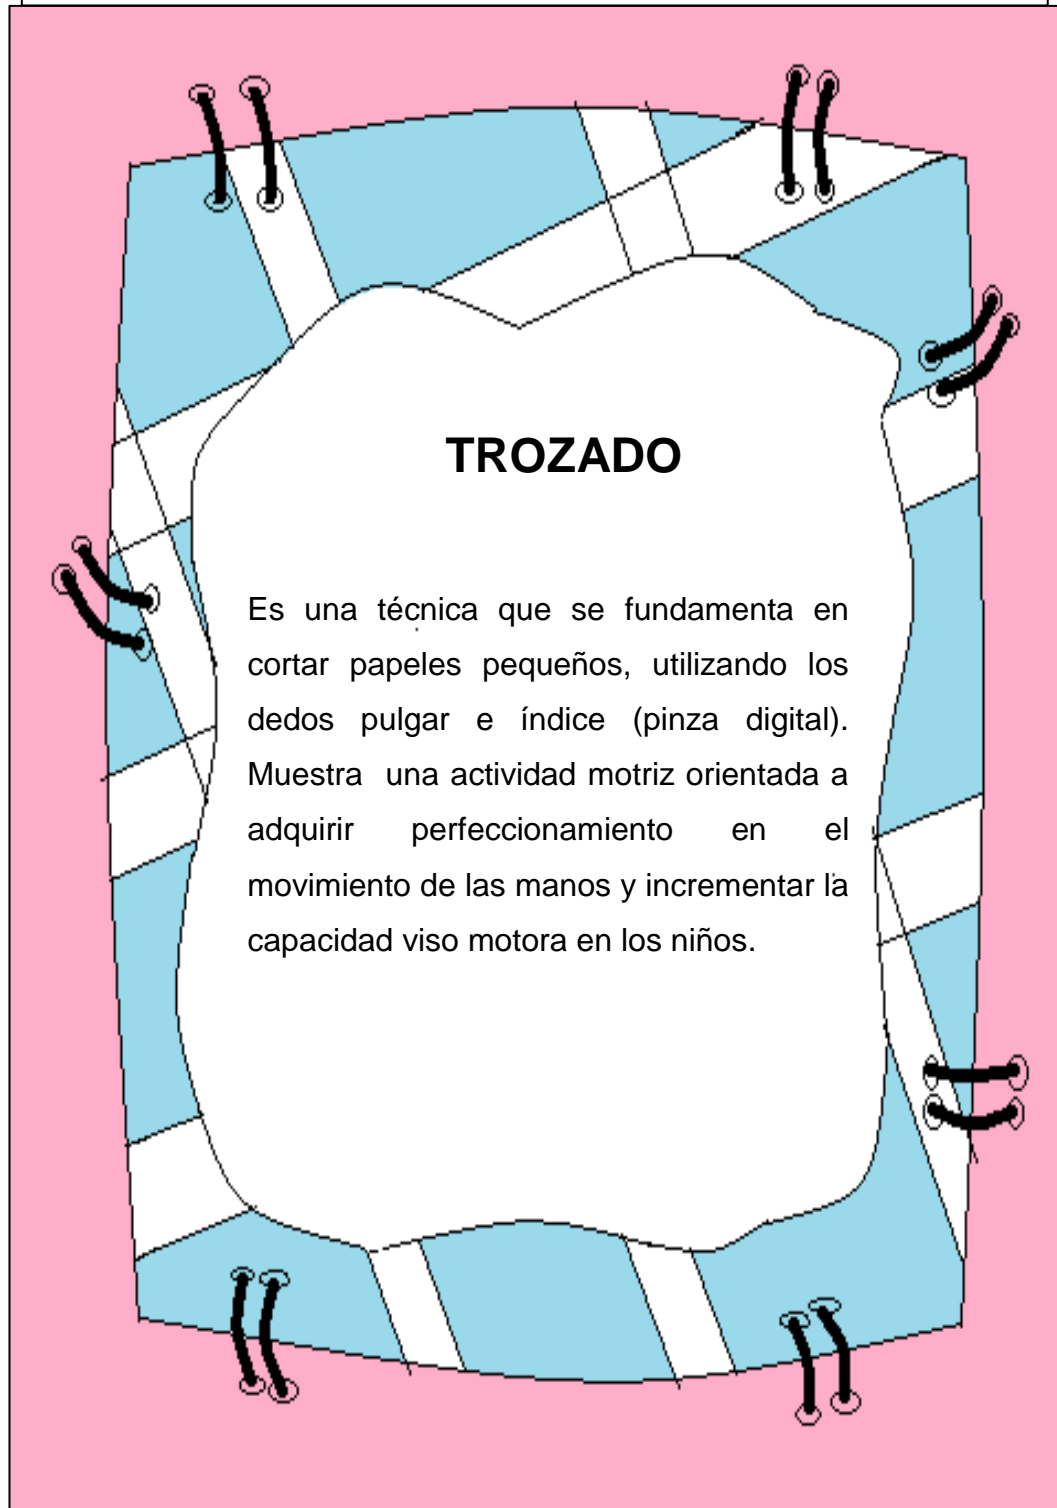 TROZADO
Es una técnica que se fundamenta en
cortar papeles pequeños, utilizando los
dedos pulgar e índice (pinza digital).
Muestra una actividad motriz orientada a
adquirir perfeccionamiento en el
movimiento de las manos y incrementar la
capacidad viso motora en los niños.